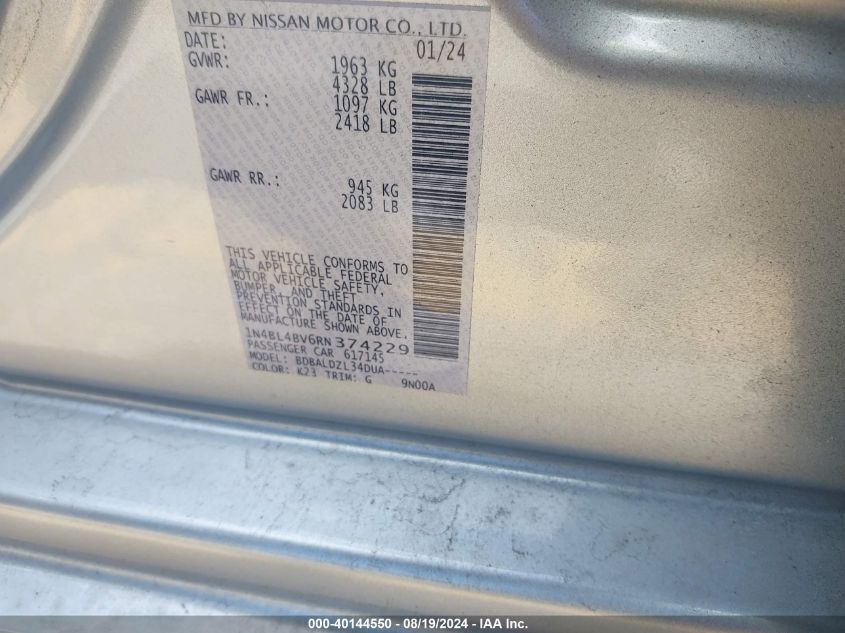 MFD BY NISSAN MOTOR CO., LTD.
DATE: 01/24
GVWR: 1963 KG
4328 LB
GAWR FR.: 1097 KG
2418 LB
GAWR RR.: 945 KG
2083 LB
THIS VEHICLE CONFORMS TO
ALL APPLICABLE FEDERAL
MOTOR VEHICLE SAFETY,
BUMPER, AND THEFT
PREVENTION STANDARDS IN
EFFECT ON THE DATE OF
MANUFACTURE SHOWN ABOVE.
1N4BL4BV6RN374229
PASSENGER CAR 617145
MODEL: BDBALDZL34DUA-----
COLOR: K23 TRIM: G 9N00A
000-40144550 - 08/19/2024 - IAA Inc.